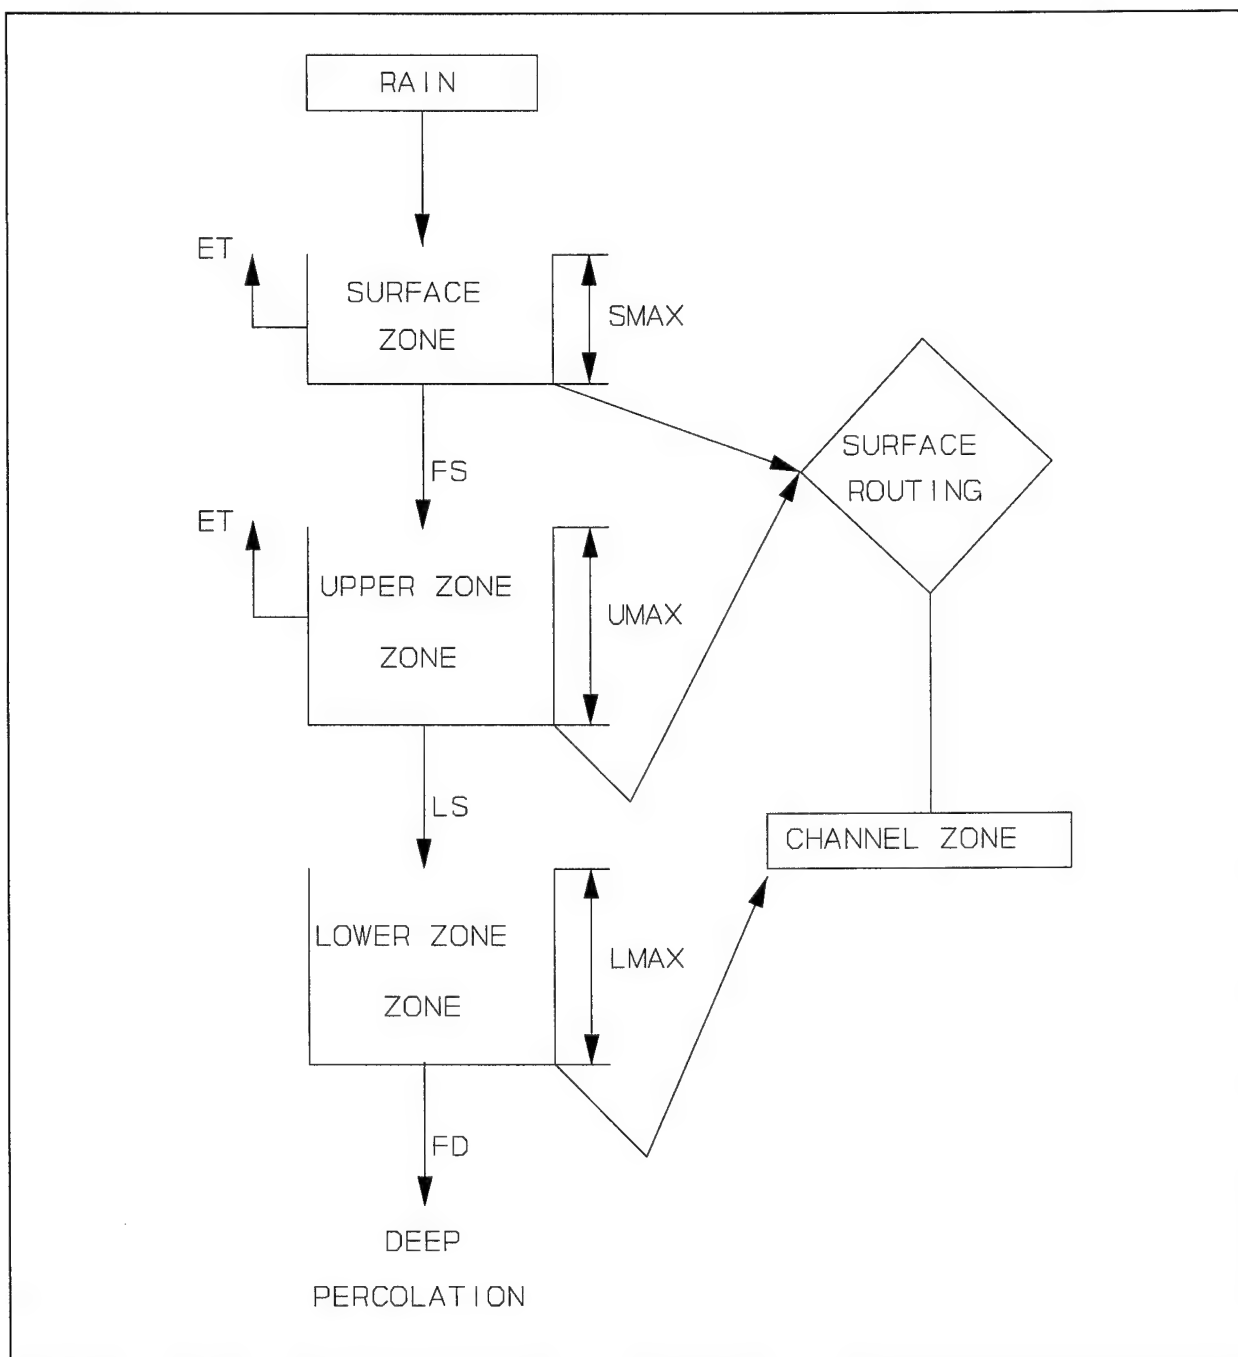 RAIN
ET
SURFACE
ZONE
SMAX
SURFACE
ROUTING
FS
ET
UPPER ZONE
ZONE
UMAX
LS
CHANNEL ZONE
LOWER ZONE
ZONE
LMAX
FD
DEEP
PERCOLATION